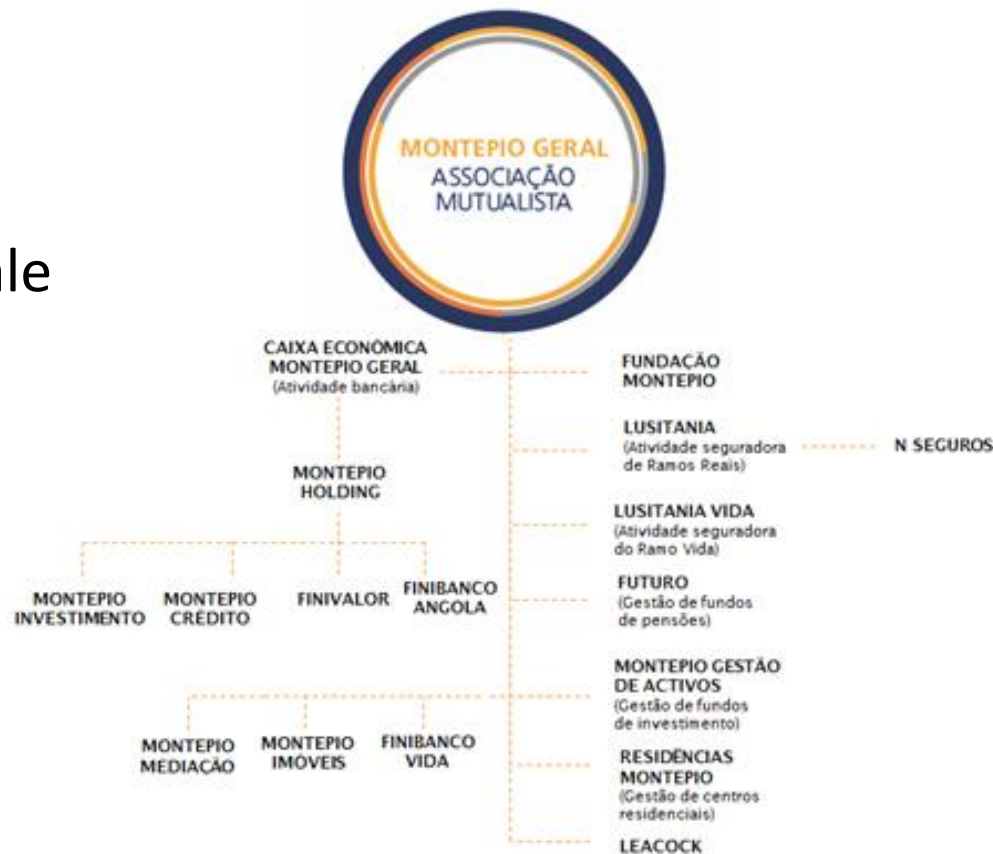 MONTEPIO GERAL
ASSOCIAÇÃO
MUTUALISTA
ale
CAIXA ECONÓMICA
MONTEPIO GERAL
(Atividade bancária)
FUNDAÇÃO
MONTEPIO
LUSITANIA
(Atividade seguradora
de Ramos Reais)
N SEGUROS
MONTEPIO
HOLDING
LUSITANIA VIDA
(Atividade seguradora
do Ramo Vida)
MONTEPIO
INVESTIMENTO
MONTEPIO
CRÉDITO
FINIVALOR
FINIBANCO
ANGOLA
FUTURO
(Gestão de fundos
de pensões)
MONTEPIO GESTÃO
DE ACTIVOS
(Gestão de fundos
de investimento)
MONTEPIO
MEDIAÇÃO
MONTEPIO
IMÓVEIS
FINIBANCO
VIDA
RESIDÊNCIAS
MONTEPIO
(Gestão de centros
residenciais)
LEACOCK